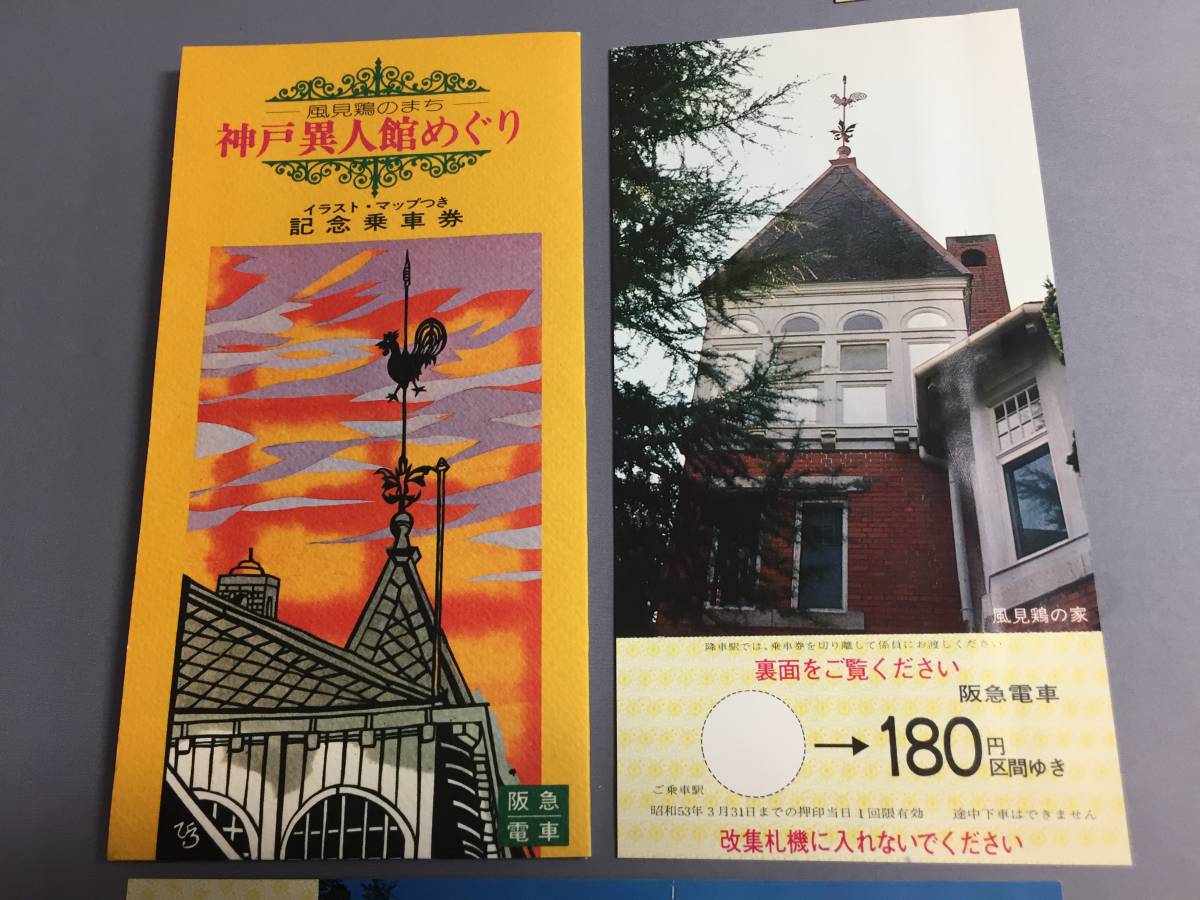 風見鶏のまち
神戸異人館めぐり
イラスト・マップつき
記念乗車券
阪急
電車
ひろ
風見鶏の家
降車駅では、乗車券を切り離して係員にお渡しください
裏面をご覧ください
阪急電車
→180円
区間ゆき
ご乗車駅
昭和53年3月31日までの押印当日1回限有効 途中下車はできません
改集札機に入れないでください